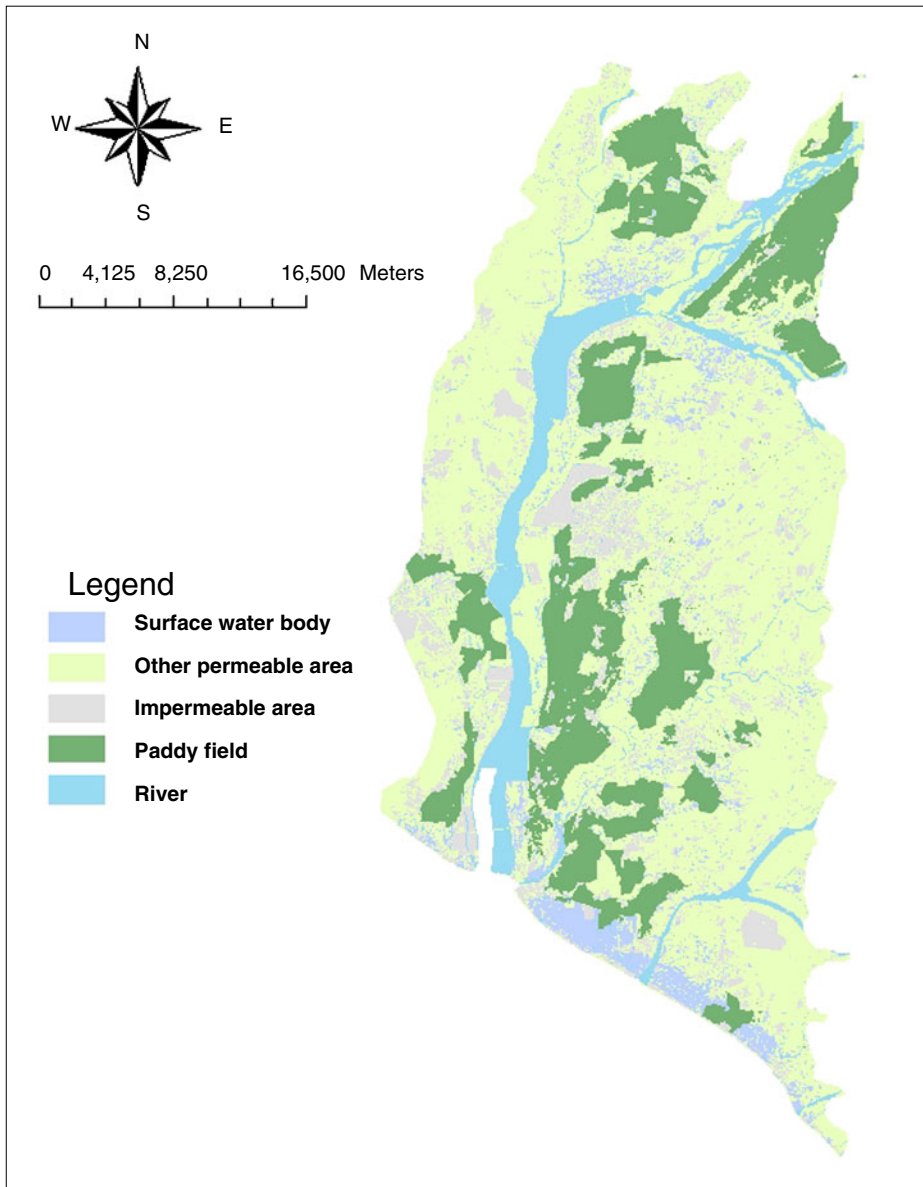 N
W E
S
0 4,125 8,250 16,500 Meters
Legend
Surface water body
Other permeable area
Impermeable area
Paddy field
River